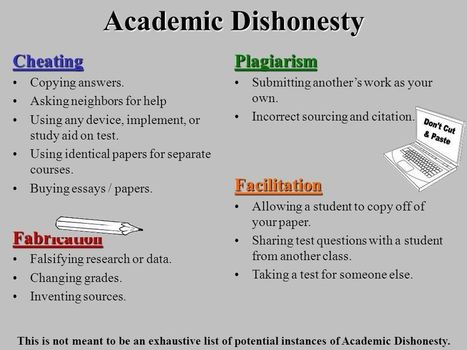 Academic Dishonesty
Cheating
• Copying answers.
• Asking neighbors for help
• Using any device, implement, or
study aid on test.
• Using identical papers for separate
courses.
• Buying essays / papers.
Fabrication
• Falsifying research or data.
• Changing grades.
• Inventing sources.
Plagiarism
• Submitting another's work as your
own.
• Incorrect sourcing and citation.
Don't Cut
& Paste
Facilitation
• Allowing a student to copy off of
your paper.
• Sharing test questions with a student
from another class.
• Taking a test for someone else.
This is not meant to be an exhaustive list of potential instances of Academic Dishonesty.